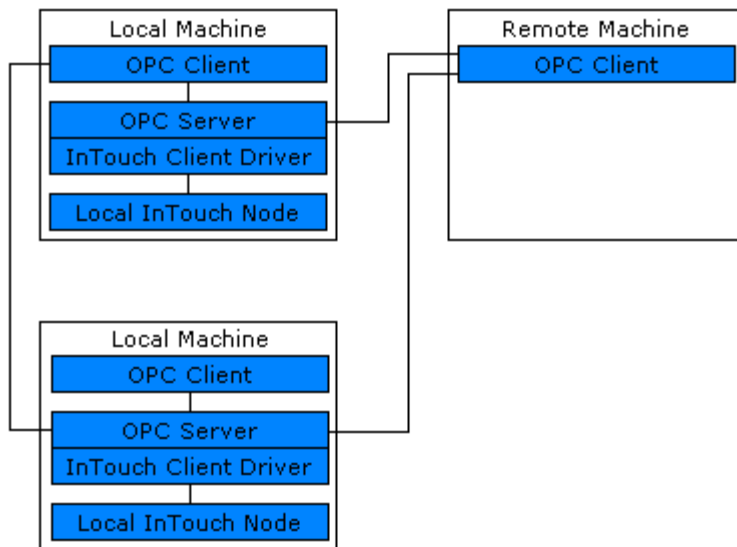 Local Machine
OPC Client
OPC Server
InTouch Client Driver
Local InTouch Node
Remote Machine
OPC Client
Local Machine
OPC Client
OPC Server
InTouch Client Driver
Local InTouch Node